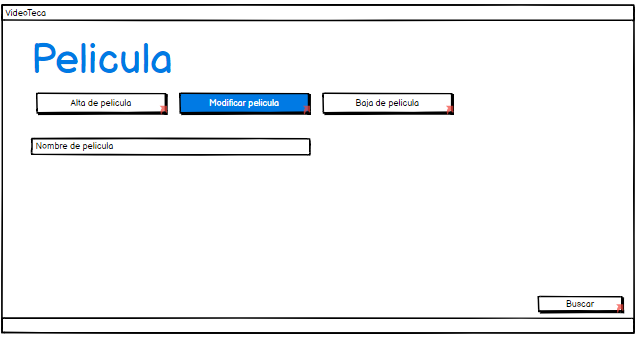 VideoTeca
Pelicula
Alta de pelicula
Modificar pelicula
Baja de pelicula
Nombre de pelicula
Buscar